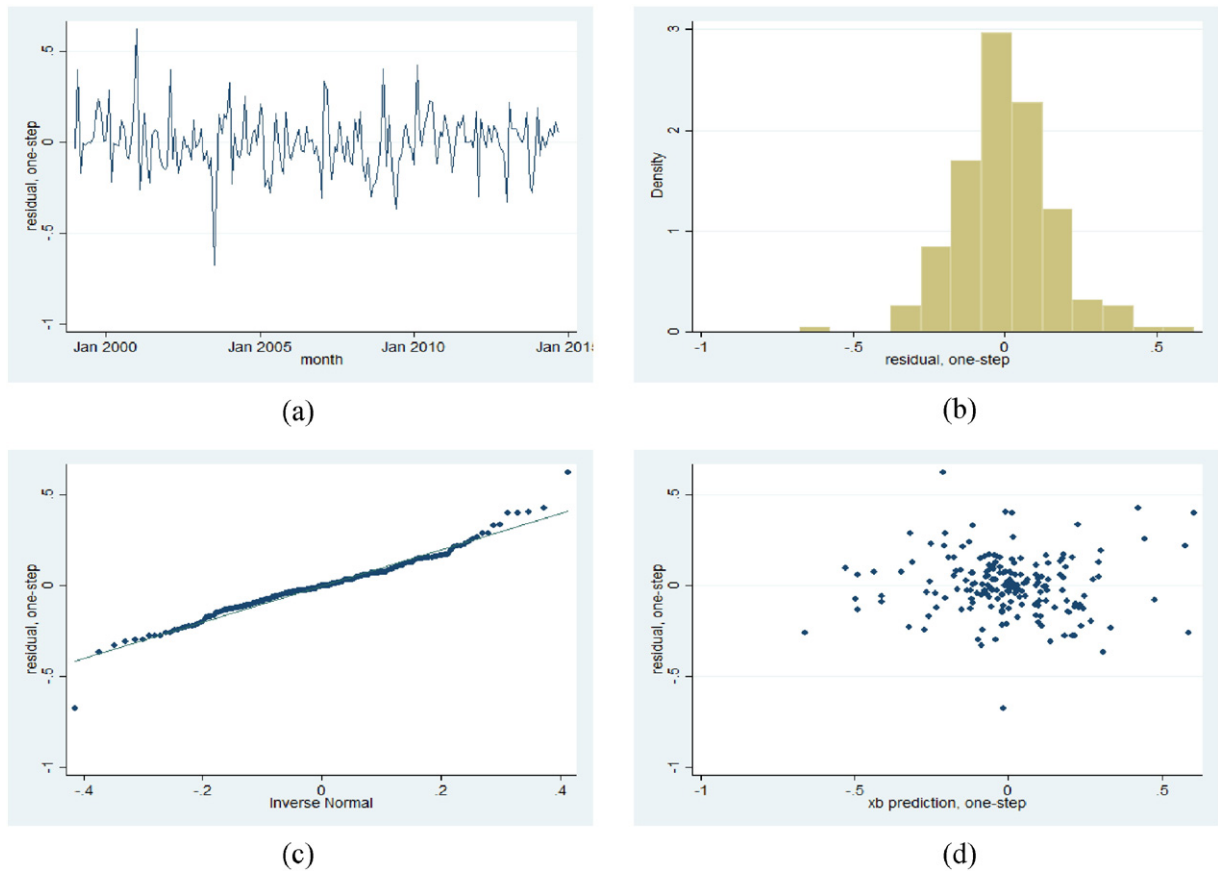 residual, one-step
.5
0
-.5
-1
Jan 2000
Jan 2005
Jan 2010
Jan 2015
month
(a)
Density
3
2
1
0
-1
-.5
0
.5
residual, one-step
(b)
residual, one-step
.5
0
-.5
-1
-.4
-.2
0
.2
.4
Inverse Normal
(c)
residual, one-step
.5
0
-.5
-1
-1
-.5
0
.5
xb prediction, one-step
(d)